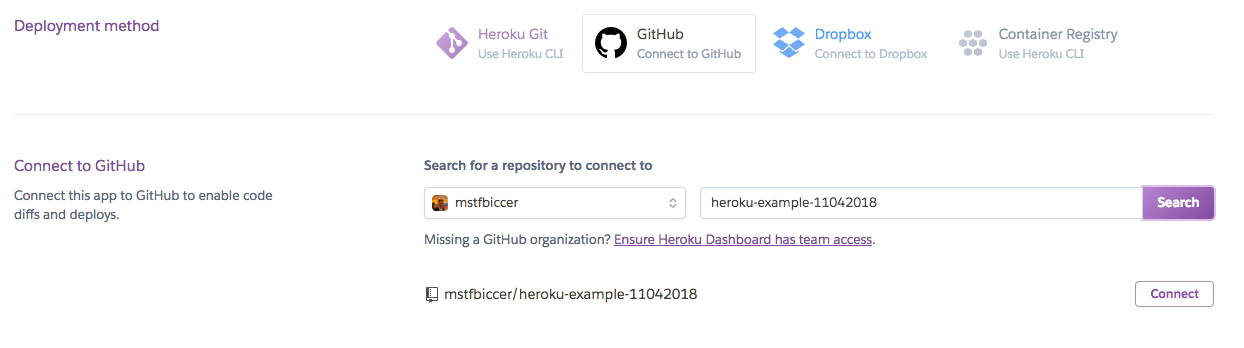 Deployment method
Heroku Git
Use Heroku CLI
GitHub
Connect to GitHub
Dropbox
Connect to Dropbox
Container Registry
Use Heroku CLI
Connect to GitHub
Connect this app to GitHub to enable code
diffs and deploys.
Search for a repository to connect to
mstfbiccer
heroku-example-11042018
Search
Missing a GitHub organization? Ensure Heroku Dashboard has team access.
mstfbiccer/heroku-example-11042018
Connect